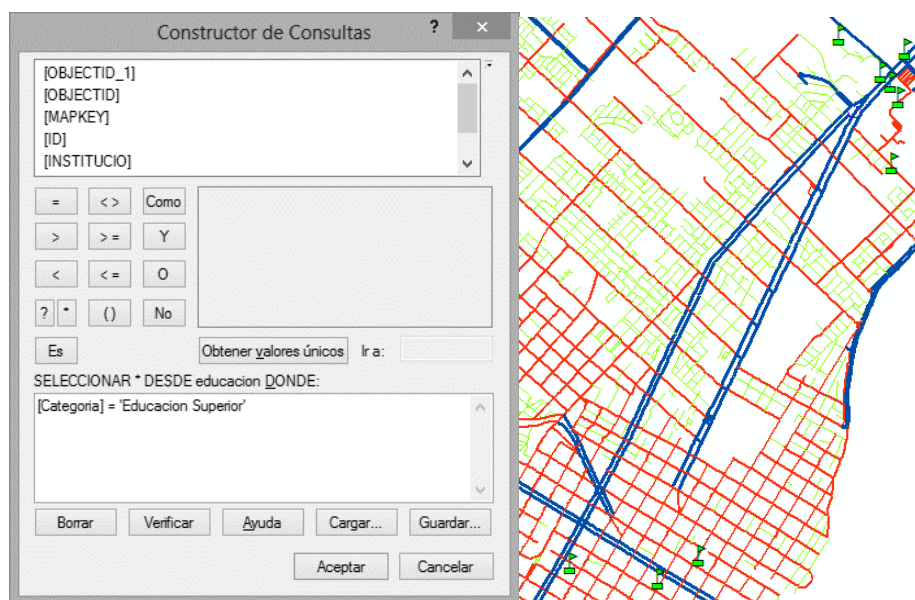 Constructor de Consultas
? ×
[OBJECTID_1]
[OBJECTID]
[MAPKEY]
[ID]
[INSTITUCIO]
= < > Como
> > = Y
< < = O
? * ( ) No
Es Obtener valores únicos Ir a:
SELECCIONAR * DESDE educacion DONDE:
[Categoria] = 'Educacion Superior'
Borrar Verificar Ayuda Cargar... Guardar...
Aceptar Cancelar